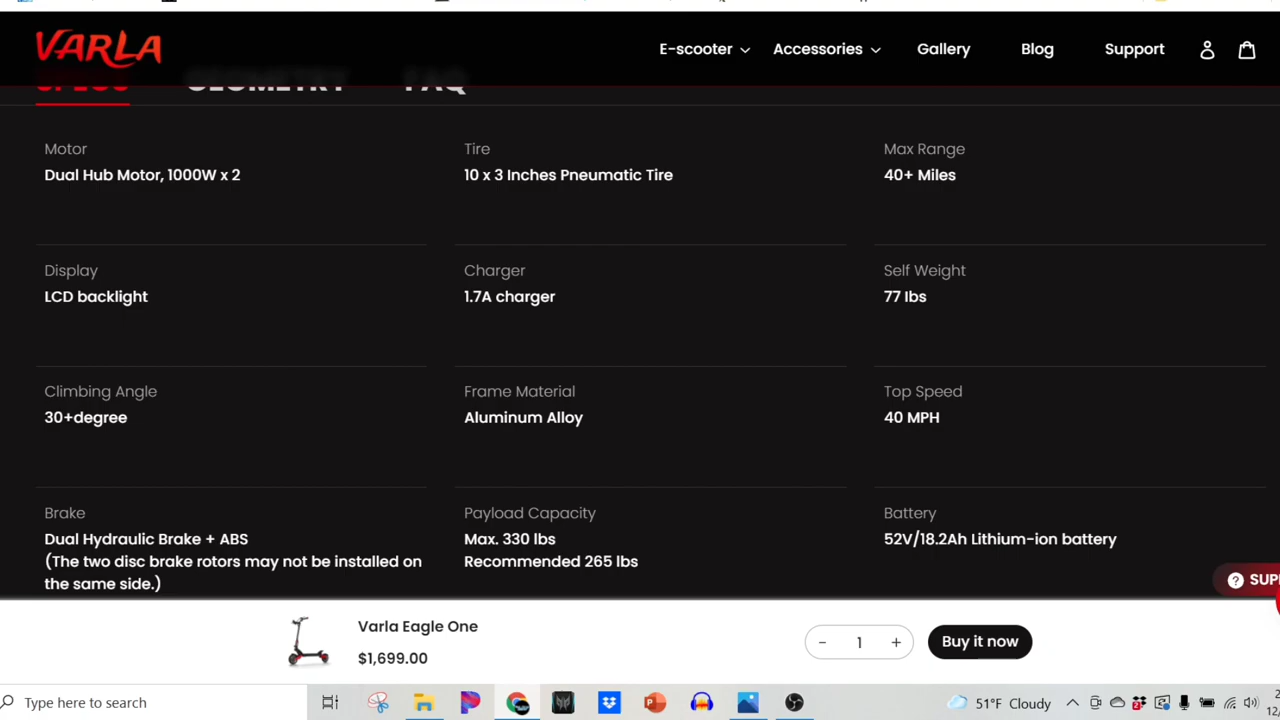 VARLA
E-scooter
Accessories
Gallery
Blog
Support
SPECS
GEOMETRY
FAQ
Motor
Dual Hub Motor, 1000W x 2
Tire
10 x 3 Inches Pneumatic Tire
Max Range
40+ Miles
Display
LCD backlight
Charger
1.7A charger
Self Weight
77 lbs
Climbing Angle
30+degree
Frame Material
Aluminum Alloy
Top Speed
40 MPH
Brake
Dual Hydraulic Brake + ABS
(The two disc brake rotors may not be installed on
the same side.)
Payload Capacity
Max. 330 lbs
Recommended 265 lbs
Battery
52V/18.2Ah Lithium-ion battery
Varla Eagle One
$1,699.00
- 1 +
Buy it now
Type here to search
51°F Cloudy